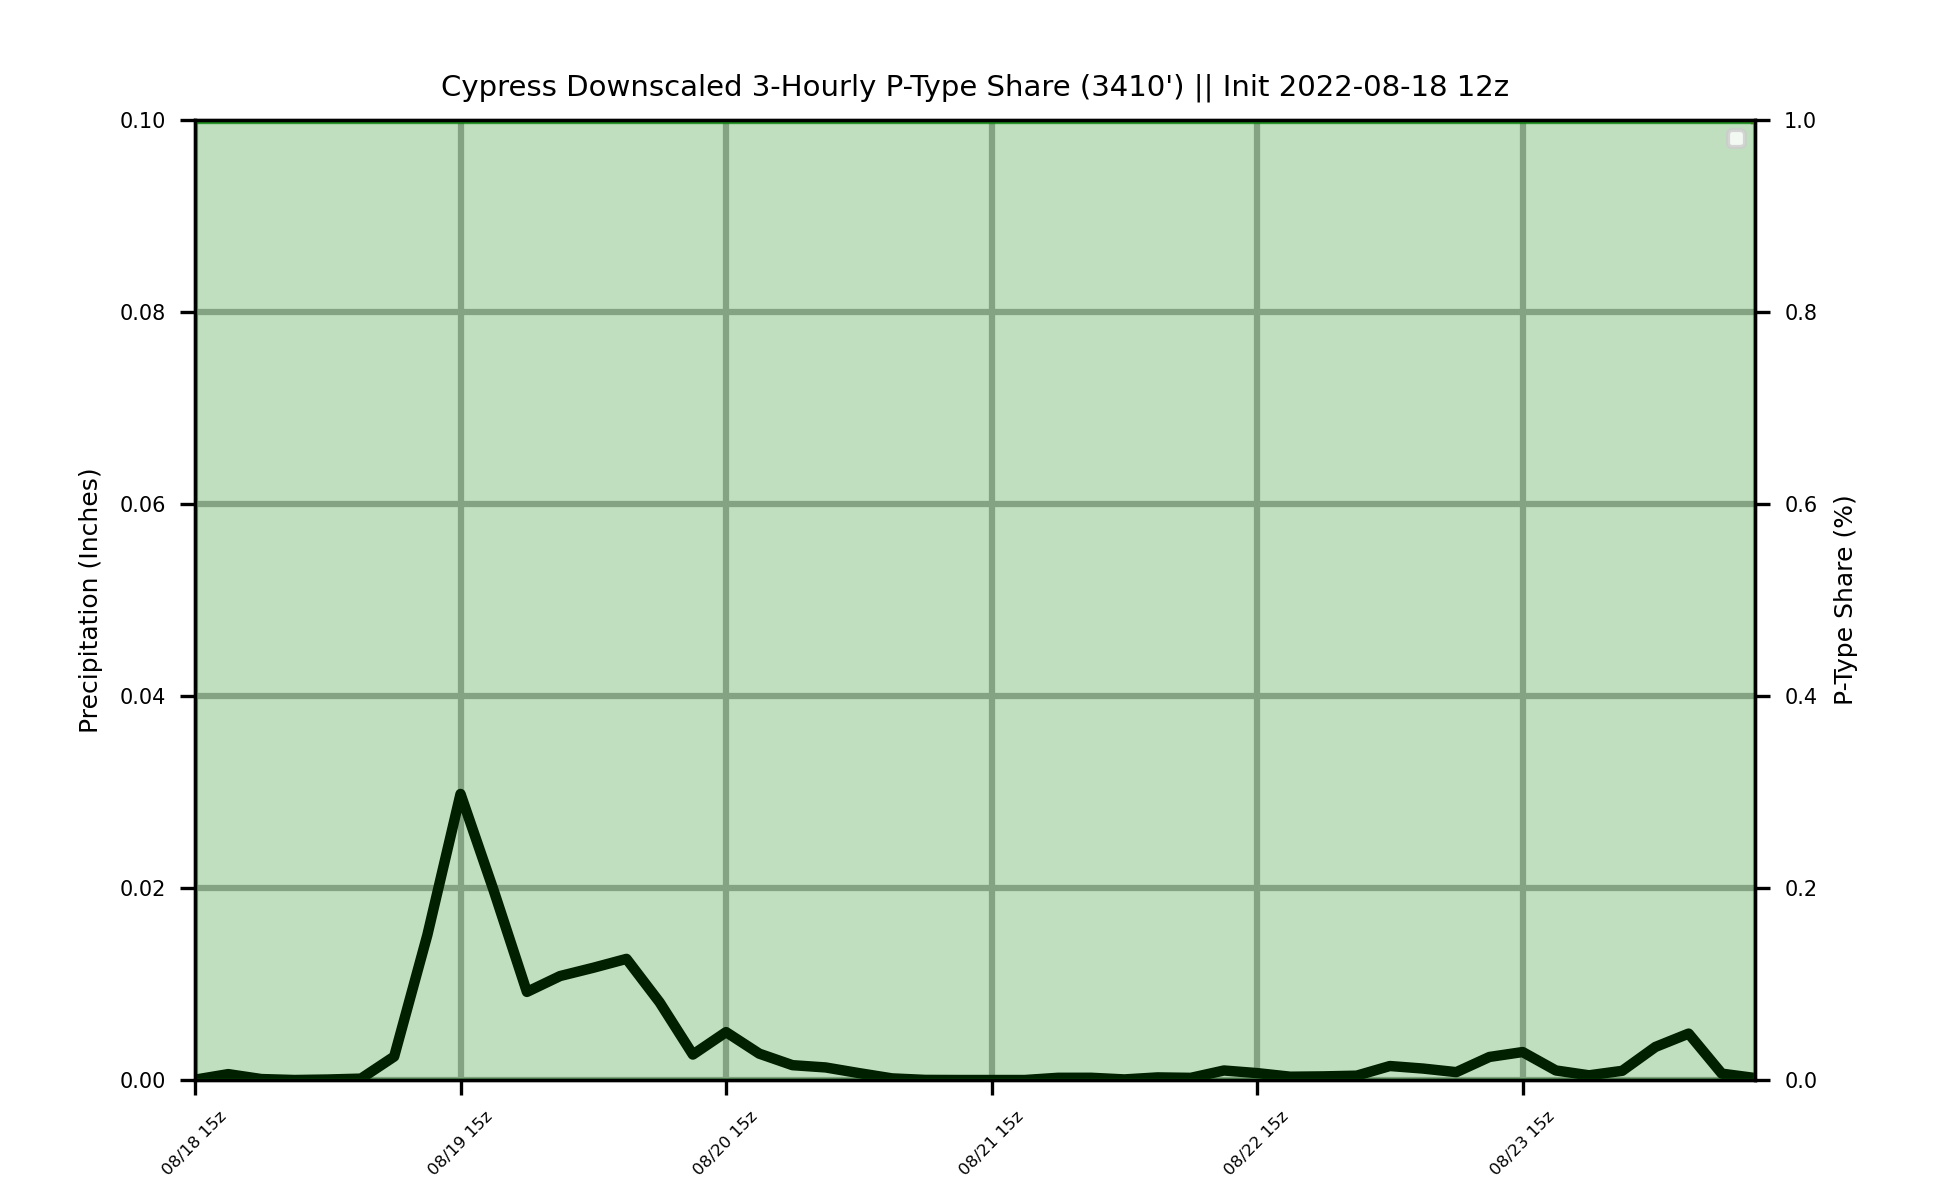 Cypress Downscaled 3-Hourly P-Type Share (3410') || Init 2022-08-18 12z
Precipitation (Inches)
0.10
0.08
0.06
0.04
0.02
0.00
1.0
0.8
0.6
0.4
0.2
0.0
P-Type Share (%)
08/18 15z
08/19 15z
08/20 15z
08/21 15z
08/22 15z
08/23 15z